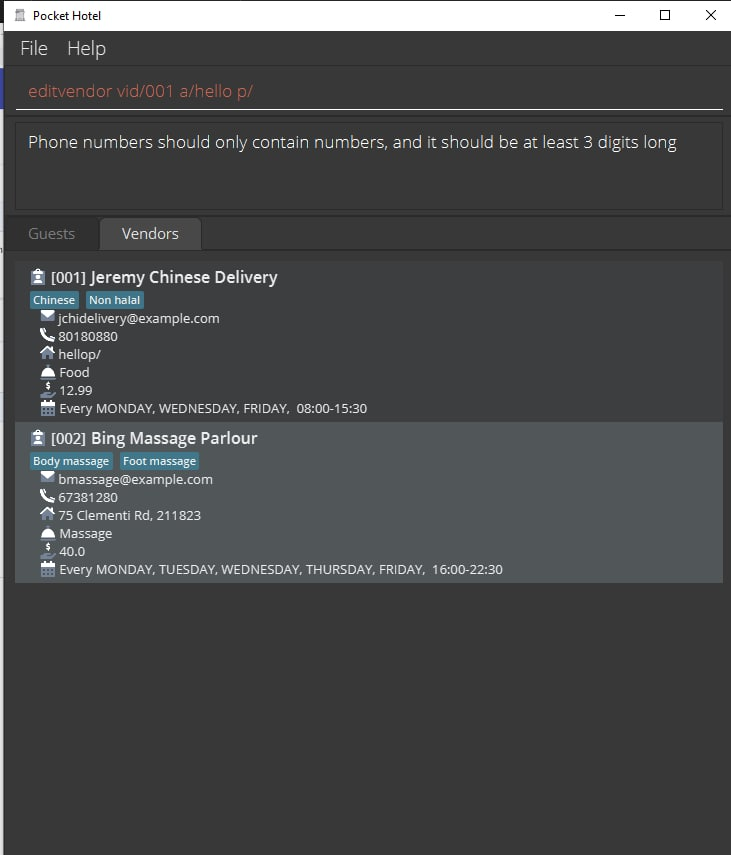 Pocket Hotel
File Help
editvendor vid/001 a/hello p/
Phone numbers should only contain numbers, and it should be at least 3 digits long
Guests Vendors
[001] Jeremy Chinese Delivery
Chinese Non halal
jchidelivery@example.com
80180880
hellop/
Food
$ 12.99
Every MONDAY, WEDNESDAY, FRIDAY, 08:00-15:30
[002] Bing Massage Parlour
Body massage Foot massage
bmassage@example.com
67381280
75 Clementi Rd, 211823
Massage
$ 40.0
Every MONDAY, TUESDAY, WEDNESDAY, THURSDAY, FRIDAY, 16:00-22:30